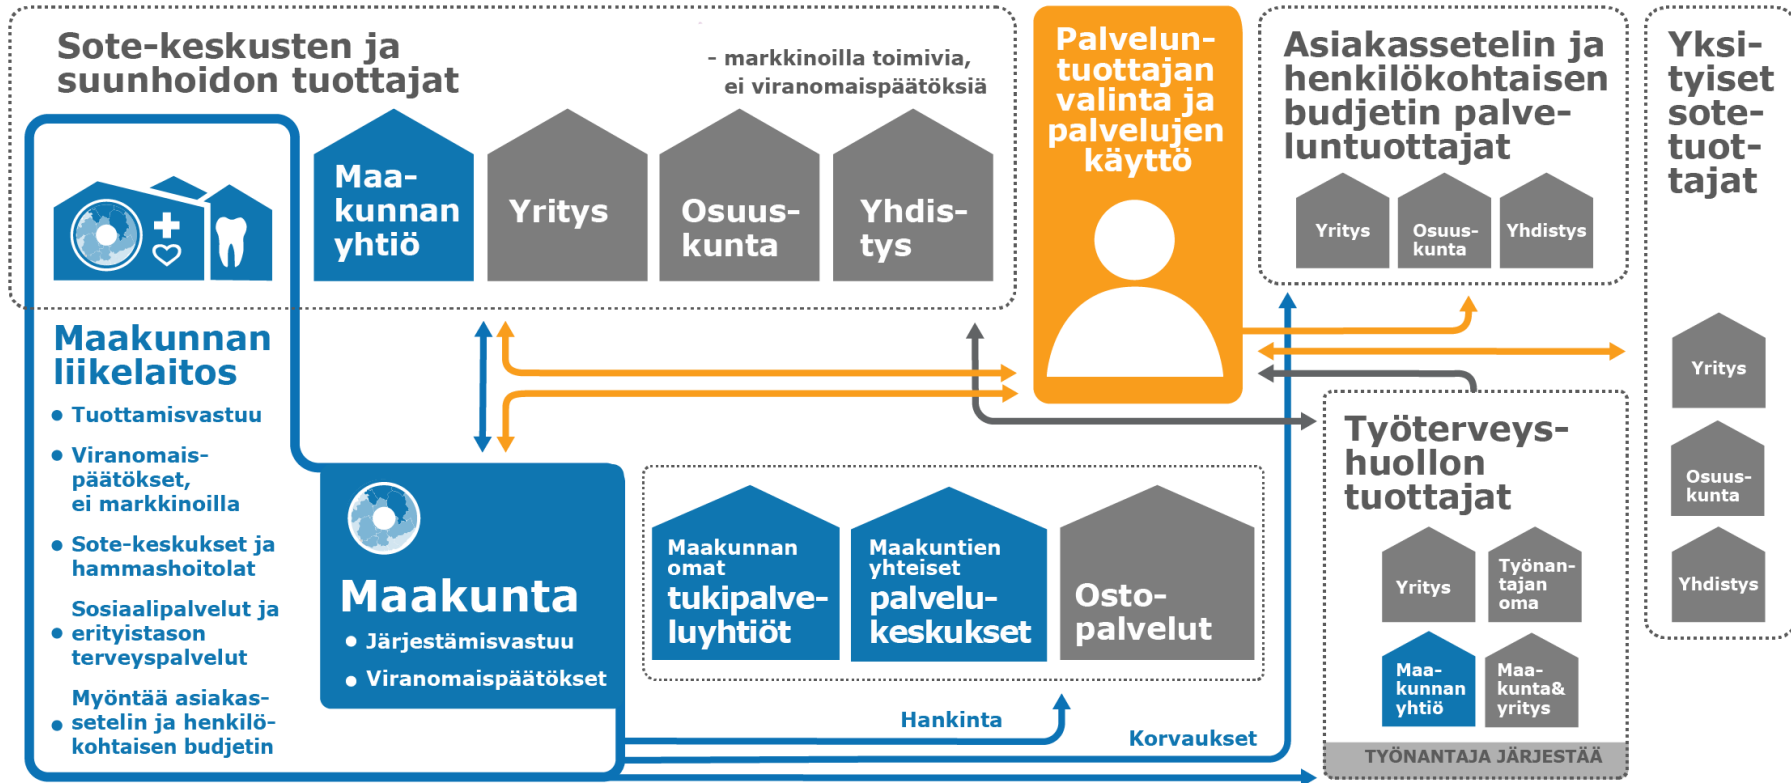 Sote-keskusten ja
suunhoidon tuottajat
- markkinoilla toimivia,
ei viranomaispäätöksiä
Maa-
kunnan
yhtiö
Yritys
Osuus-
kunta
Yhdis-
tys
Palvelun-
tuottajan
valinta ja
palvelujen
käyttö
Asiakassetelin ja
henkilökohtaisen
budjetin palve-
luntuottajat
Yritys
Osuus-
kunta
Yhdistys
Yksi-
tyiset
sote-
tuot-
tajat
Yritys
Osuus-
kunta
Yhdistys
Maakunnan
liikelaitos
• Tuottamisvastuu
• Viranomais-
päätökset,
ei markkinoilla
• Sote-keskukset ja
hammashoitolat
• Sosiaalipalvelut ja
erityistason
terveyspalvelut
• Myöntää asiakas-
setelin ja henkilö-
kohtaisen budjetin
Maakunta
• Järjestämisvastuu
• Viranomaispäätökset
Maakunnan
omat
tukipalve-
luyhtiöt
Maakuntien
yhteiset
palvelu-
keskukset
Osto-
palvelut
Hankinta
Korvaukset
Työterveys-
huollon
tuottajat
Yritys
Työnan-
tajan
oma
Maa-
kunnan
yhtiö
Maa-
kunta&
yritys
TYÖNANTAJA JÄRJESTÄÄ